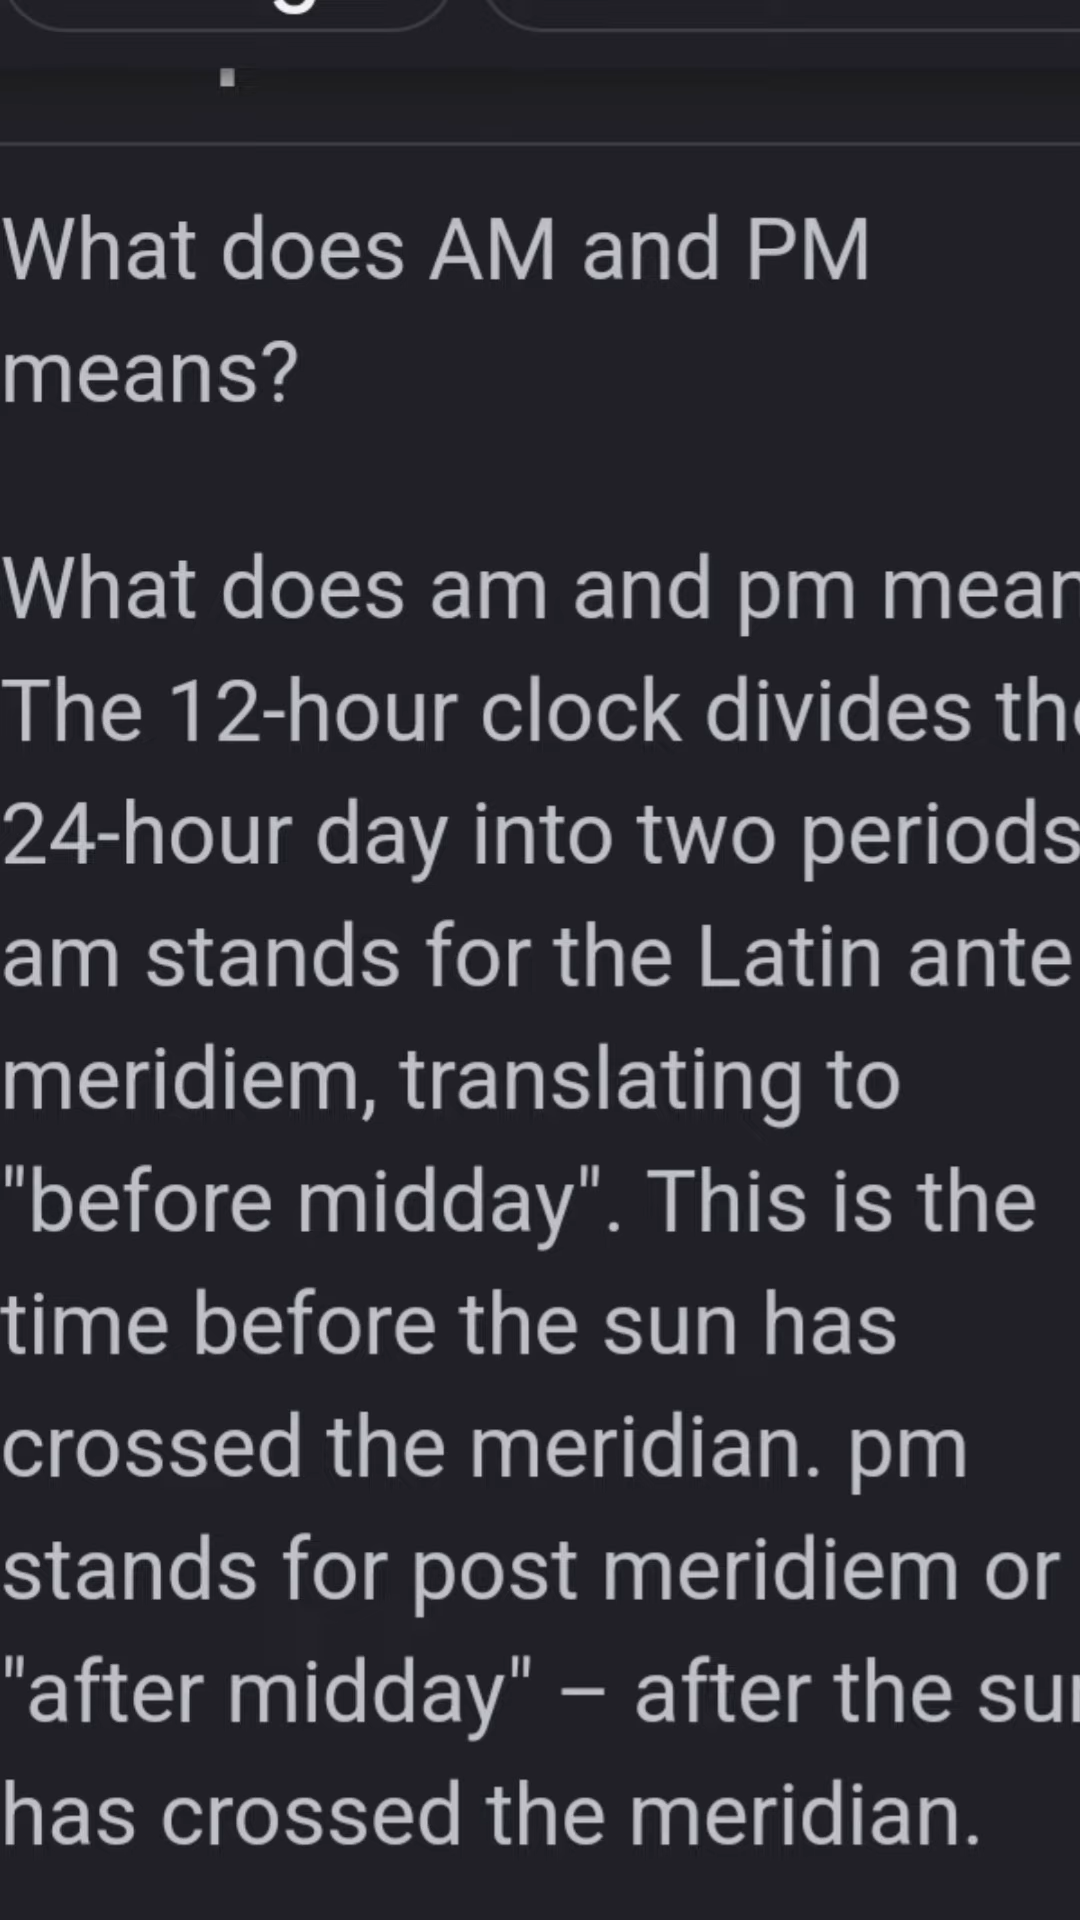 What does AM and PM
means?
What does am and pm mean
The 12-hour clock divides the
24-hour day into two periods
am stands for the Latin ante
meridiem, translating to
"before midday". This is the
time before the sun has
crossed the meridian. pm
stands for post meridiem or
"after midday" – after the sun
has crossed the meridian.